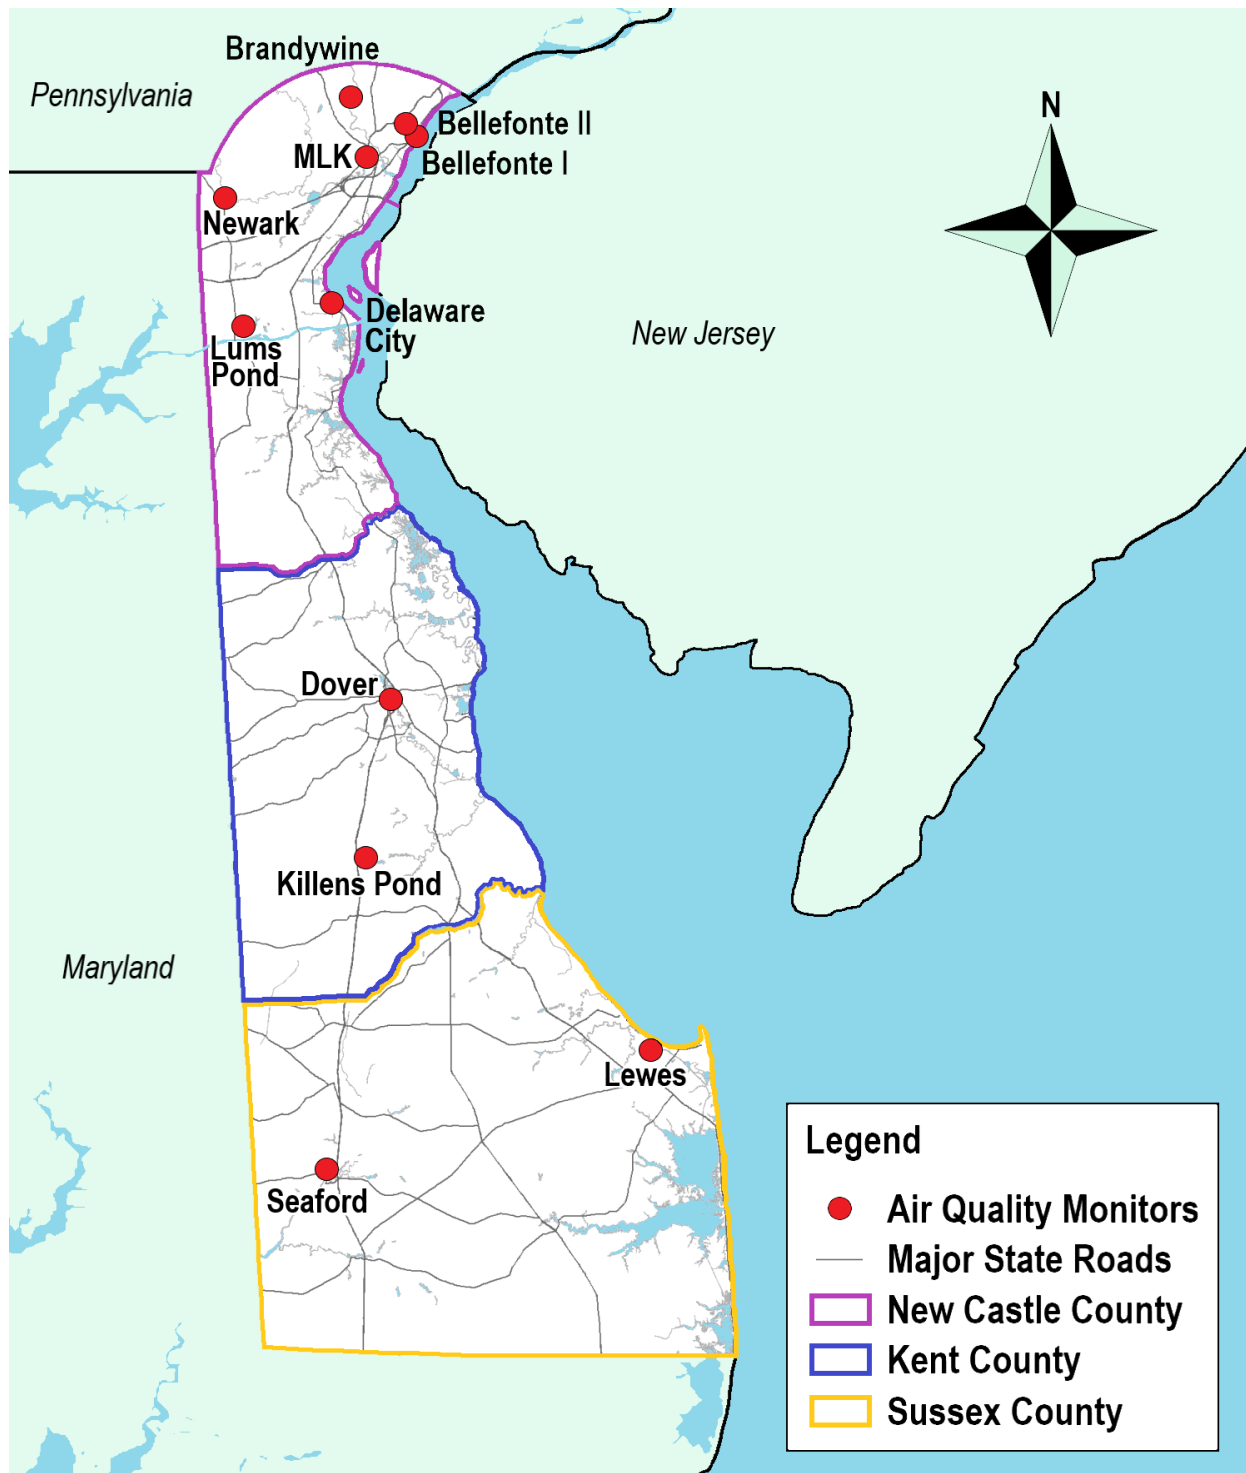 Brandywine
Pennsylvania
N
Bellefonte II
MLK
Bellefonte I
Newark
Delaware
City
New Jersey
Lums
Pond
Dover
Killens Pond
Maryland
Lewes
Seaford
Legend
Air Quality Monitors
Major State Roads
New Castle County
Kent County
Sussex County